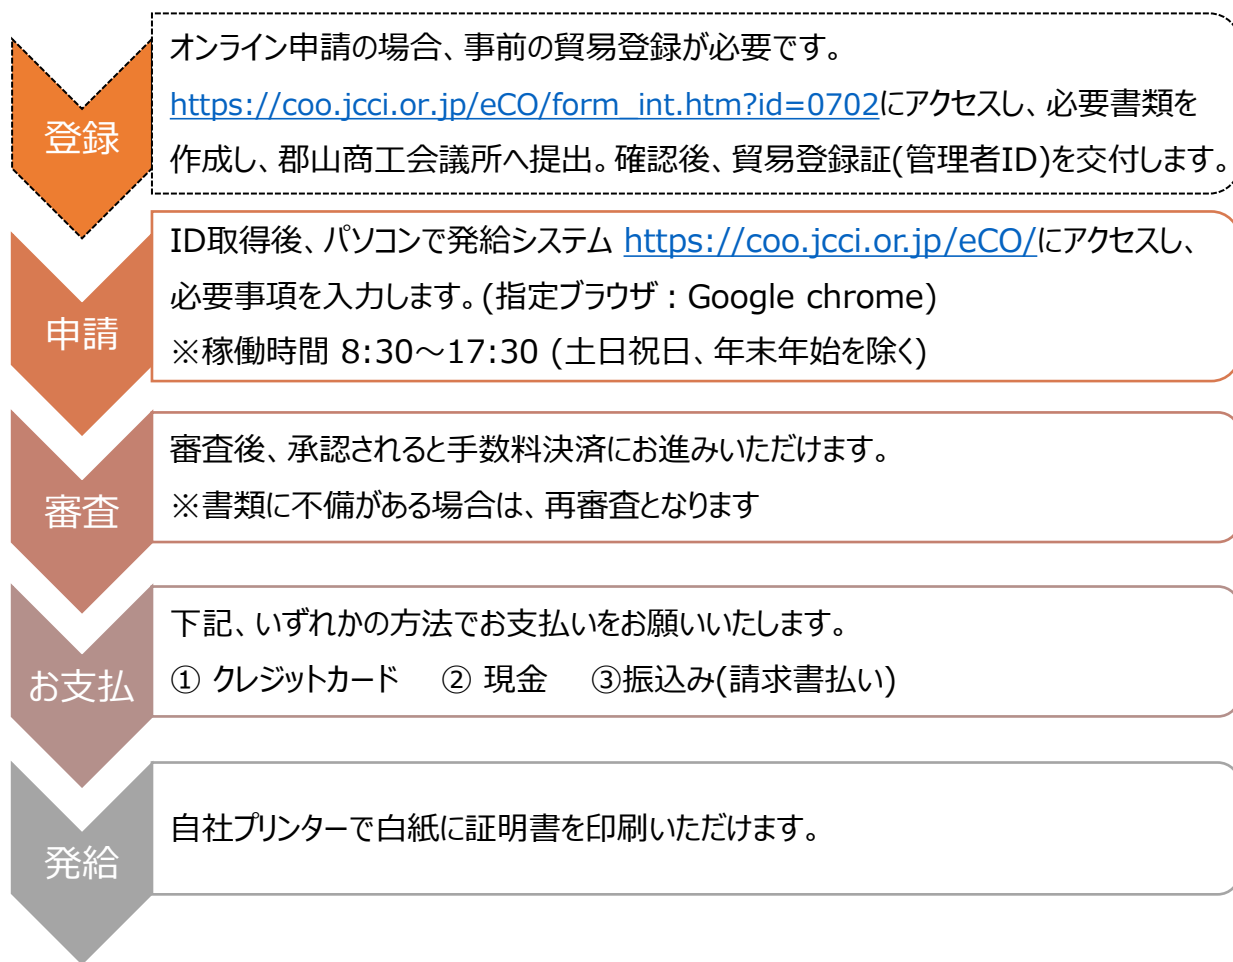 登録
オンライン申請の場合、事前の貿易登録が必要です。
https://coo.jcci.or.jp/eCO/form_int.htm?id=0702にアクセスし、必要書類を
作成し、郡山商工会議所へ提出。確認後、貿易登録証(管理者ID)を交付します。
申請
ID取得後、パソコンで発給システム https://coo.jcci.or.jp/eCO/にアクセスし、
必要事項を入力します。(指定ブラウザ：Google chrome)
※稼働時間 8:30～17:30 (土日祝日、年末年始を除く)
審査
審査後、承認されると手数料決済にお進みいただけます。
※書類に不備がある場合は、再審査となります
お支払
下記、いずれかの方法でお支払いをお願いいたします。
① クレジットカード　② 現金　③振込み(請求書払い)
発給
自社プリンターで白紙に証明書を印刷いただけます。